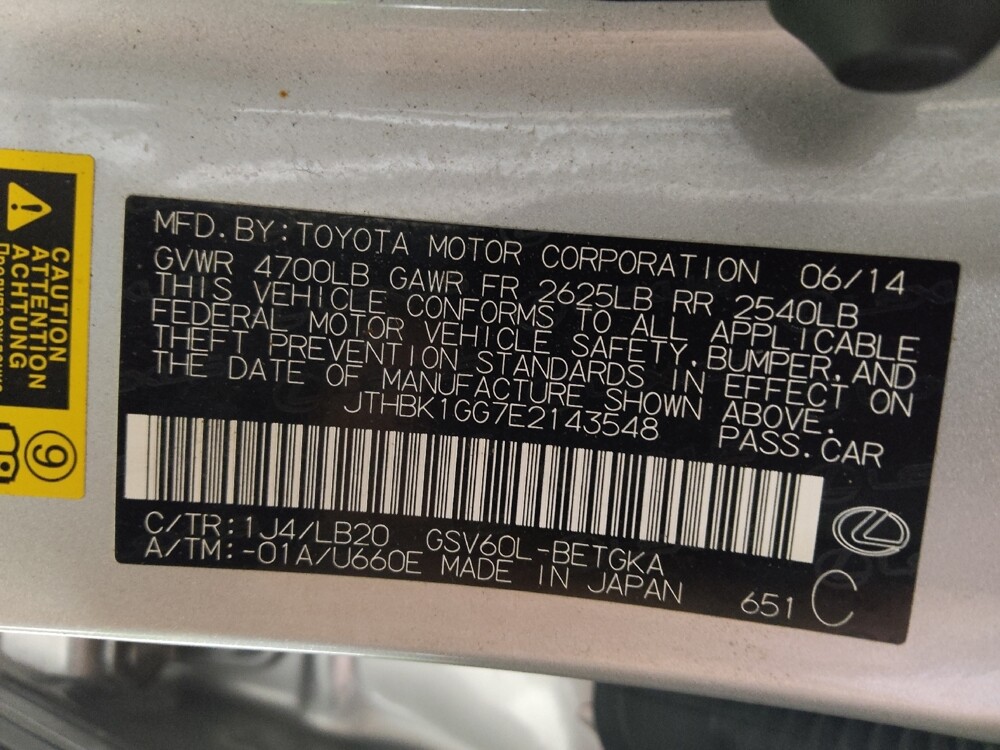 MFD.BY:TOYOTA MOTOR CORPORATION 06/14
GVWR 4700LB GAWR FR 2625LB RR 2540LB
THIS VEHICLE CONFORMS TO ALL APPLICABLE
FEDERAL MOTOR VEHICLE SAFETY,BUMPER,AND
THEFT PREVENTION STANDARDS IN EFFECT ON
THE DATE OF MANUFACTURE SHOWN ABOVE.
JTHBK1GG7E2143548 PASS.CAR
C/TR:1J4/LB20 GSV60L-BETGKA
A/TM:-01A/U660E MADE IN JAPAN
651 C
CAUTION
ATTENTION
ACHTUNG
9